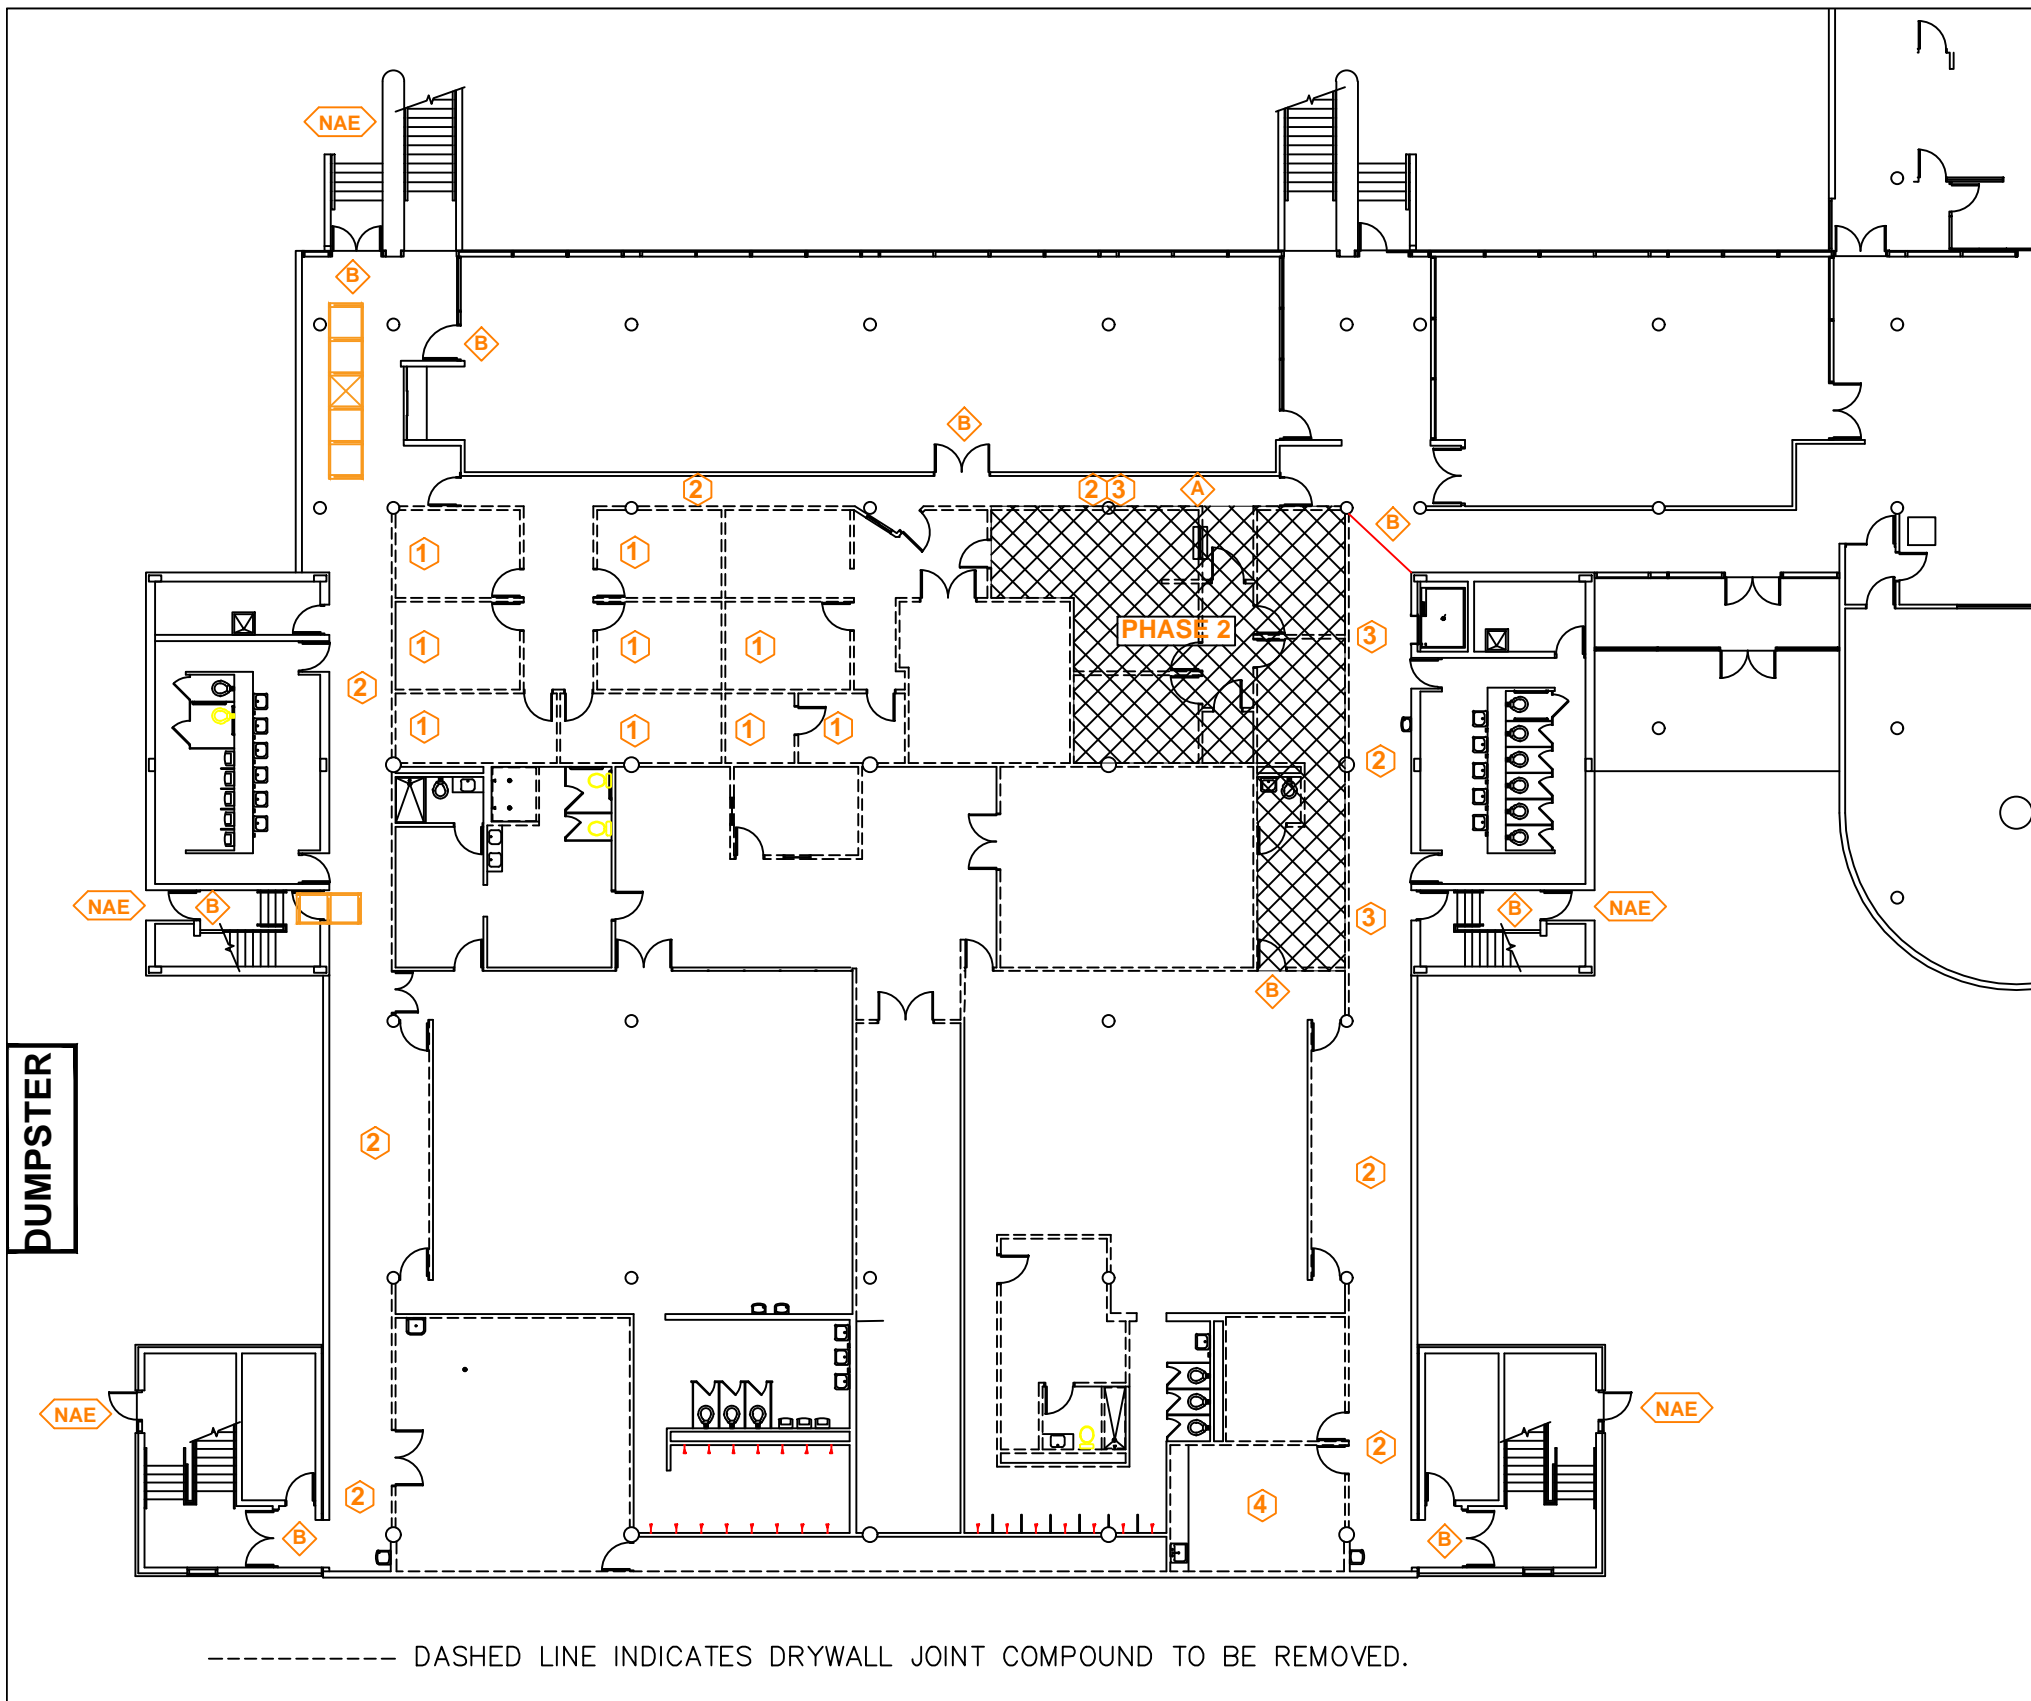 NAE
B
B
B
2
2
3
A
B
1
1
1
1
1
PHASE 2
3
2
1
1
1
1
2
NAE
B
3
B
NAE
B
DUMPSTER
2
2
NAE
NAE
2
2
4
B
B
DASHED LINE INDICATES DRYWALL JOINT COMPOUND TO BE REMOVED.